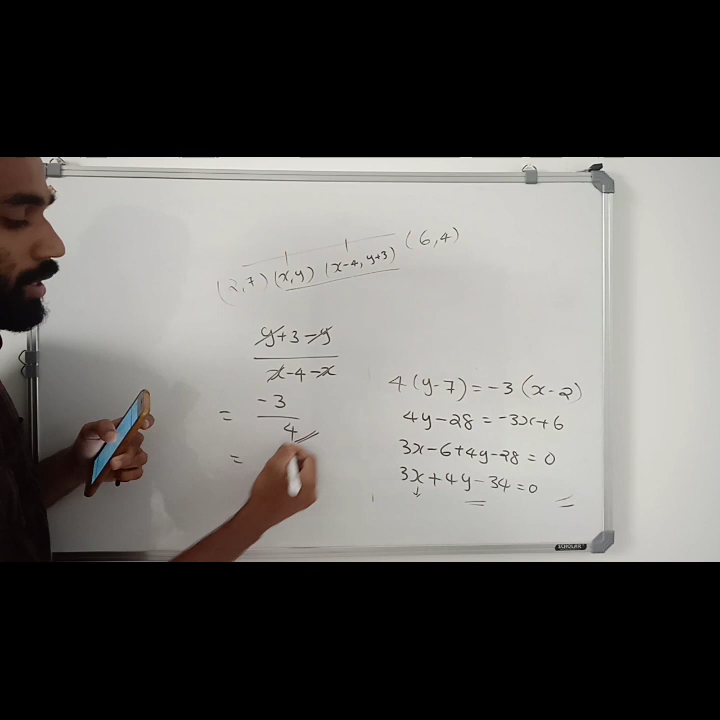 (2,7) (x,y) (x-4, y+3) (6,4)
y+3-y
x-4-x
= -3
4
=
4(y-7) = -3(x-2)
4y-28 = -3x+6
3x-6+4y-28 = 0
3x+4y-34 = 0
SCHOLAR